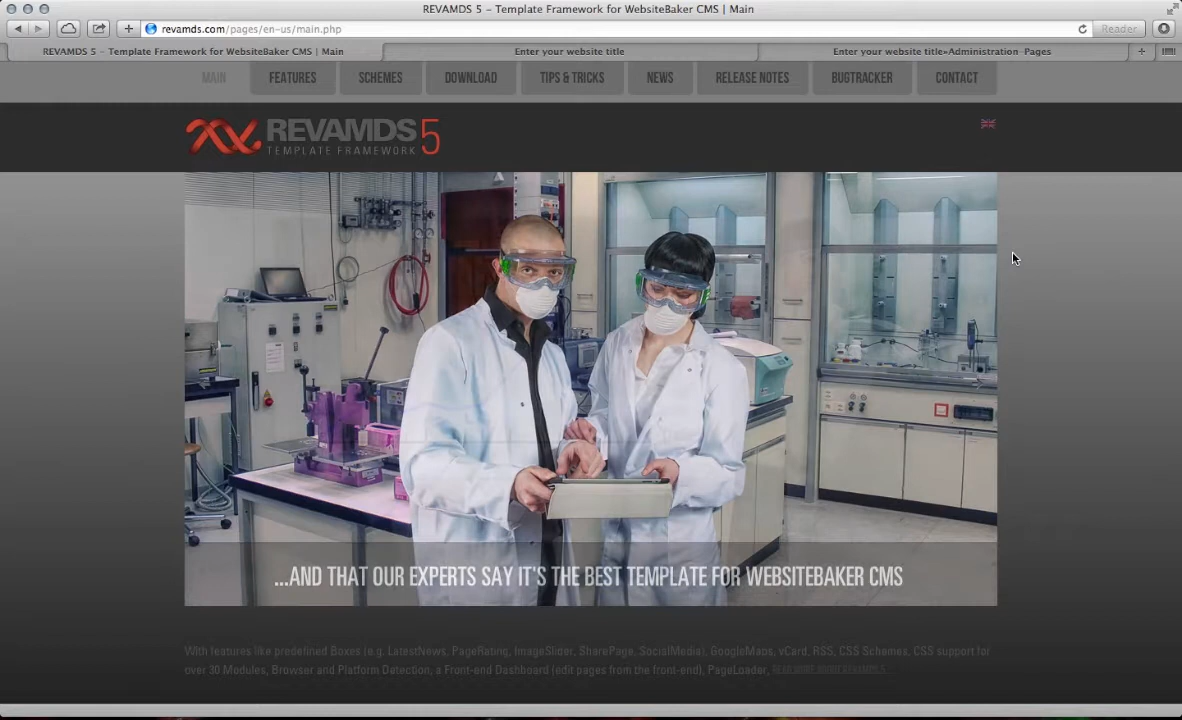 REVAMDS 5 - Template Framework for WebsiteBaker CMS | Main
revamds.com/pages/en-us/main.php
Reader
REVAMDS 5 - Template Framework for WebsiteBaker CMS | Main
Enter your website title
Enter your website title»Administration-Pages
MAIN FEATURES SCHEMES DOWNLOAD TIPS & TRICKS NEWS RELEASE NOTES BUGTRACKER CONTACT
REVAMDS 5
TEMPLATE FRAMEWORK
...AND THAT OUR EXPERTS SAY IT'S THE BEST TEMPLATE FOR WEBSITEBAKER CMS
With features like predefined Boxes (e.g. LatestNews, PageRating, ImageSlider, SharePage, SocialMedia), GoogleMaps, vCard, RSS, CSS Schemes, CSS support for
over 30 Modules, Browser and Platform Detection, a Front-end Dashboard (edit pages from the front-end), PageLoader, READ MORE ABOUT REVAMDS 5...